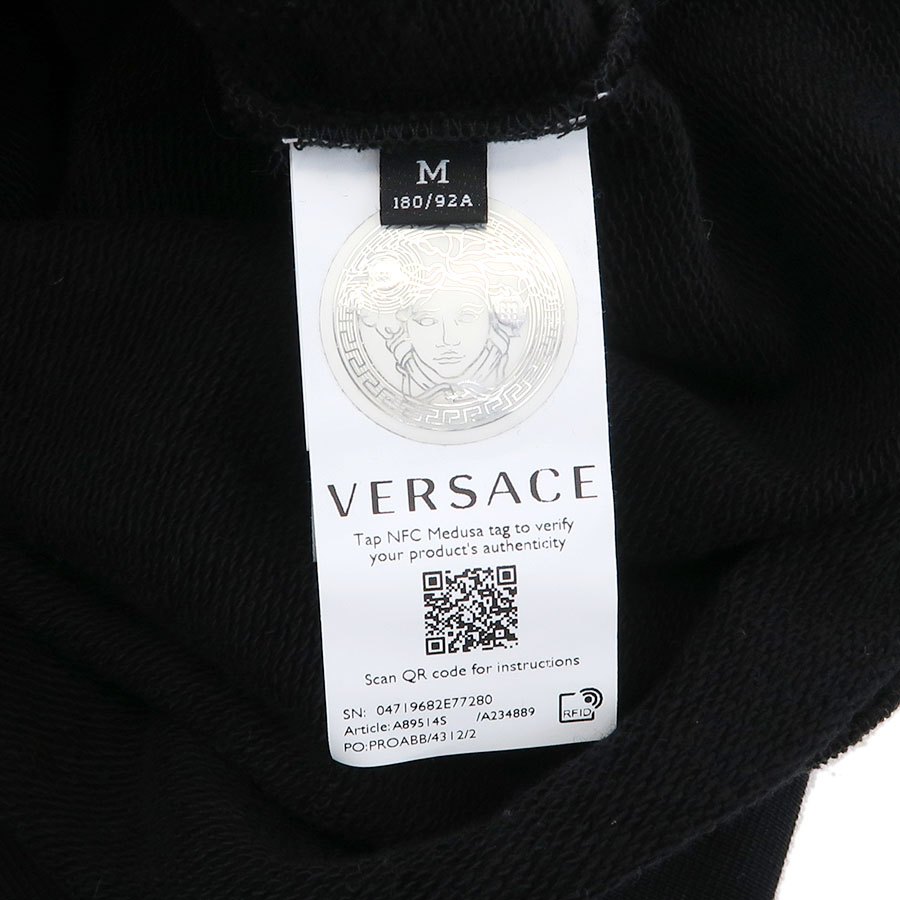 M
180/92A
VERSACE
Tap NFC Medusa tag to verify
your product's authenticity
Scan QR code for instructions
SN: 04719682E77280
Article: A89514S /A234889
PO:PROABB/4312/2
RFID